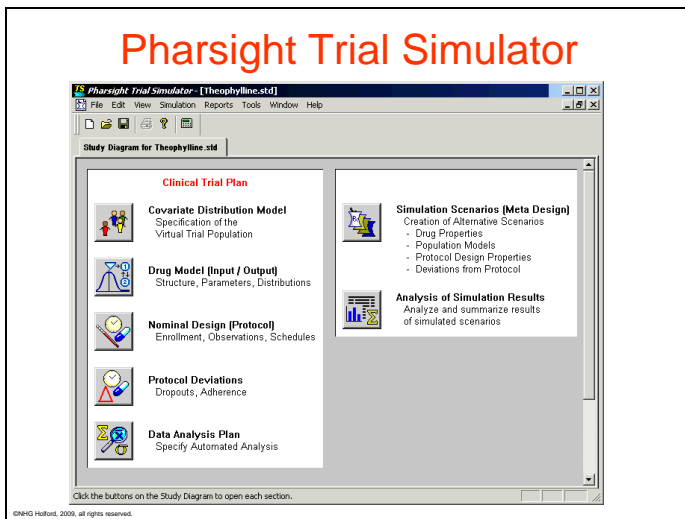 Pharsight Trial Simulator
TS Pharsight Trial Simulator - [Theophylline.std]
File Edit View Simulation Reports Tools Window Help
Study Diagram for Theophylline.std
Clinical Trial Plan
Covariate Distribution Model
Specification of the
Virtual Trial Population
Drug Model (Input / Output)
Structure, Parameters, Distributions
Nominal Design (Protocol)
Enrollment, Observations, Schedules
Protocol Deviations
Dropouts, Adherence
Data Analysis Plan
Specify Automated Analysis
Simulation Scenarios (Meta Design)
Creation of Alternative Scenarios
- Drug Properties
- Population Models
- Protocol Design Properties
- Deviations from Protocol
Analysis of Simulation Results
Analyze and summarize results
of simulated scenarios
Click the buttons on the Study Diagram to open each section.
©NHG Holford, 2009, all rights reserved.